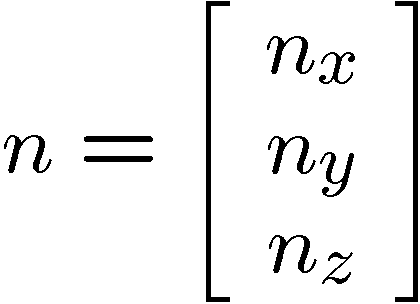 n = [ n_x
n_y
n_z ]